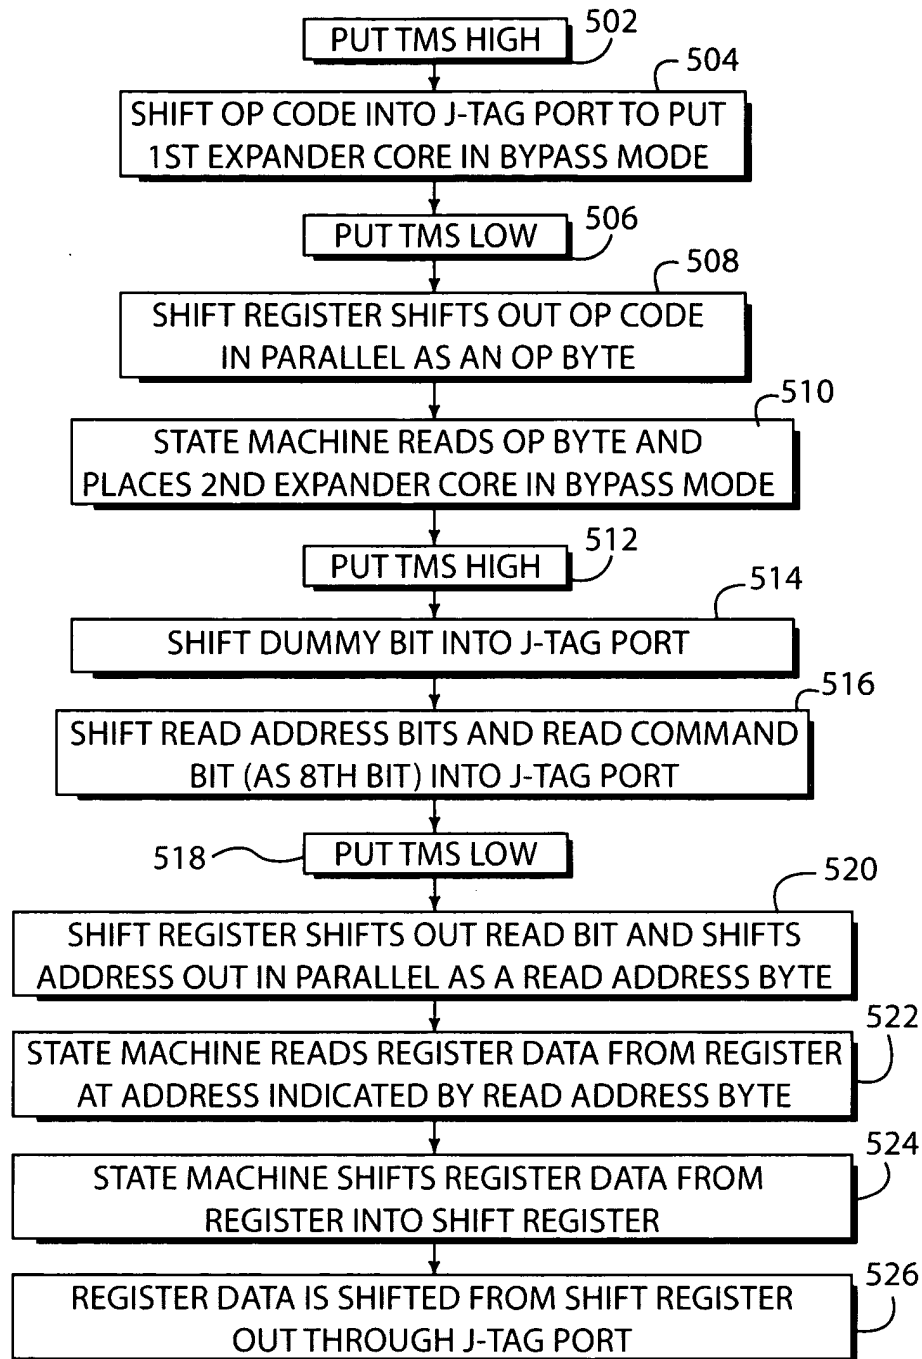 PUT TMS HIGH
502
504
SHIFT OP CODE INTO J-TAG PORT TO PUT
1ST EXPANDER CORE IN BYPASS MODE
PUT TMS LOW
506
508
SHIFT REGISTER SHIFTS OUT OP CODE
IN PARALLEL AS AN OP BYTE
510
STATE MACHINE READS OP BYTE AND
PLACES 2ND EXPANDER CORE IN BYPASS MODE
PUT TMS HIGH
512
514
SHIFT DUMMY BIT INTO J-TAG PORT
516
SHIFT READ ADDRESS BITS AND READ COMMAND
BIT (AS 8TH BIT) INTO J-TAG PORT
518
PUT TMS LOW
520
SHIFT REGISTER SHIFTS OUT READ BIT AND SHIFTS
ADDRESS OUT IN PARALLEL AS A READ ADDRESS BYTE
522
STATE MACHINE READS REGISTER DATA FROM REGISTER
AT ADDRESS INDICATED BY READ ADDRESS BYTE
524
STATE MACHINE SHIFTS REGISTER DATA FROM
REGISTER INTO SHIFT REGISTER
526
REGISTER DATA IS SHIFTED FROM SHIFT REGISTER
OUT THROUGH J-TAG PORT